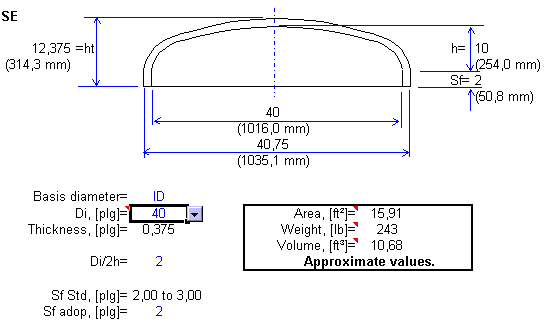 SE
12,375 =ht
(314,3 mm)
h= 10
(254,0 mm)
Sf= 2
(50,8 mm)
40
(1016,0 mm)
40,75
(1035,1 mm)
Basis diameter= ID
Di, [plg]= 40
Thickness, [plg]= 0,375
Di/2h= 2
Sf Std, [plg]= 2,00 to 3,00
Sf adop, [plg]= 2
Area, [ft²]= 15,91
Weight, [lb]= 243
Volume, [ft³]= 10,68
Approximate values.